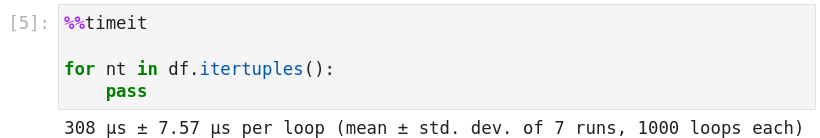 [5]: %%timeit
for nt in df.itertuples():
    pass
308 µs ± 7.57 µs per loop (mean ± std. dev. of 7 runs, 1000 loops each)